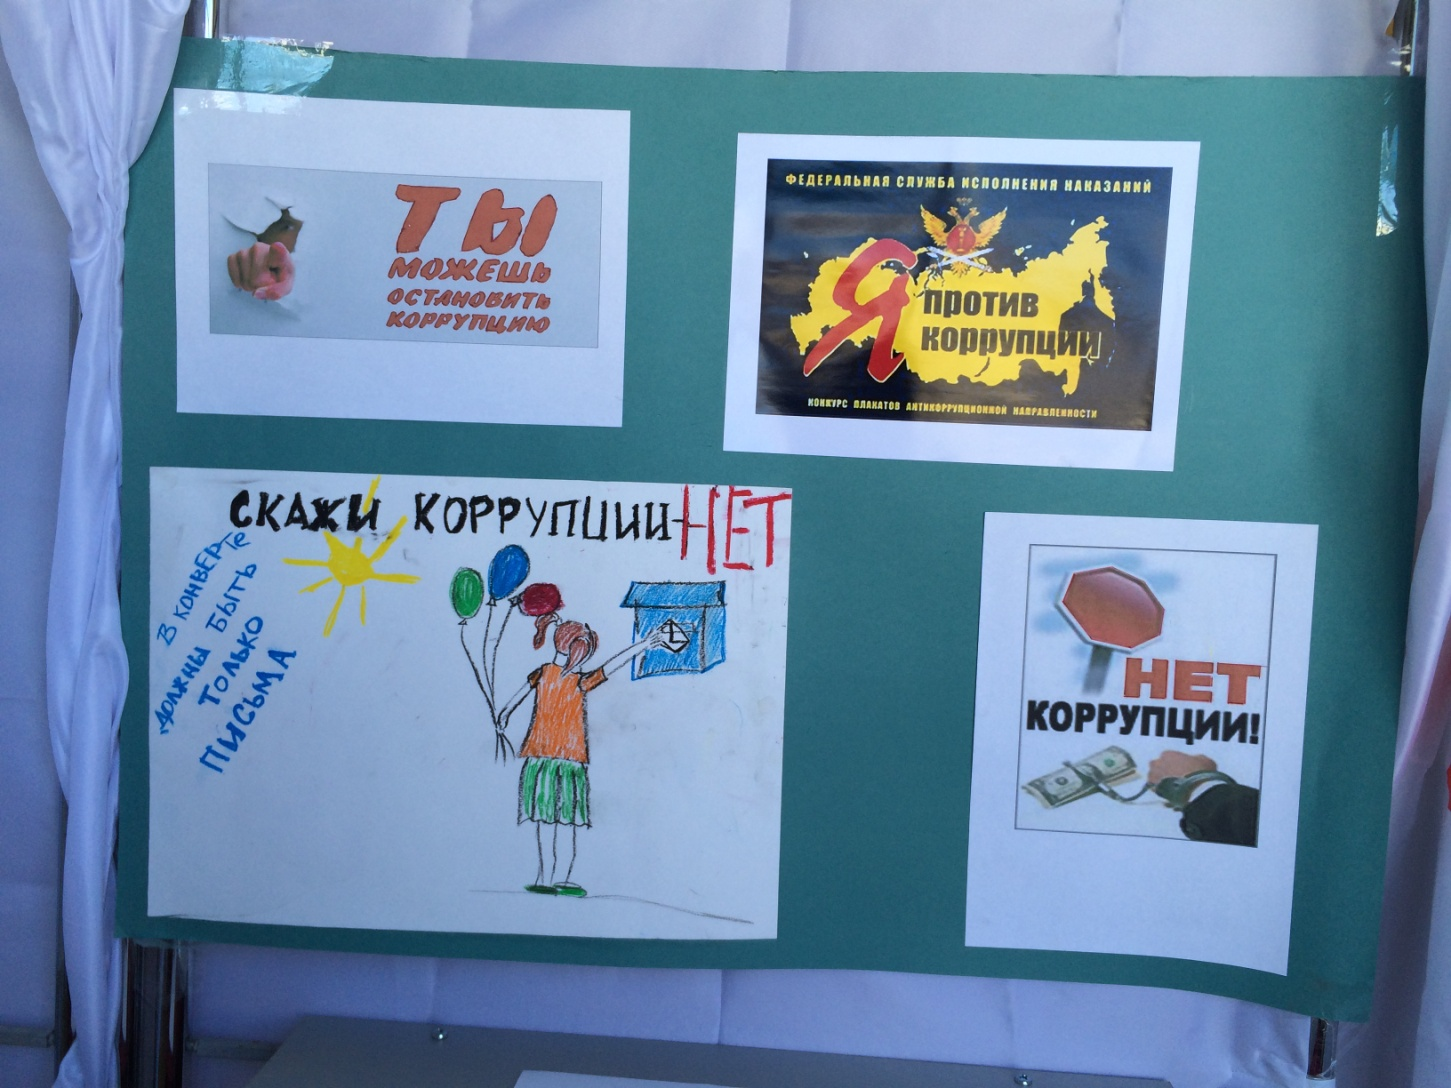 ТЫ
МОЖЕШЬ
ОСТАНОВИТЬ
КОРРУПЦИЮ
ФЕДЕРАЛЬНАЯ СЛУЖБА ИСПОЛНЕНИЯ НАКАЗАНИЙ
Я
против
коррупции
КОНКУРС ПЛАКАТОВ АНТИКОРРУПЦИОННОЙ НАПРАВЛЕННОСТИ
СКАЖИ КОРРУПЦИИ-НЕТ
В КОНВЕРТЕ
ДОЛЖНЫ БЫТЬ
ТОЛЬКО
ПИСЬМА
НЕТ
КОРРУПЦИИ!